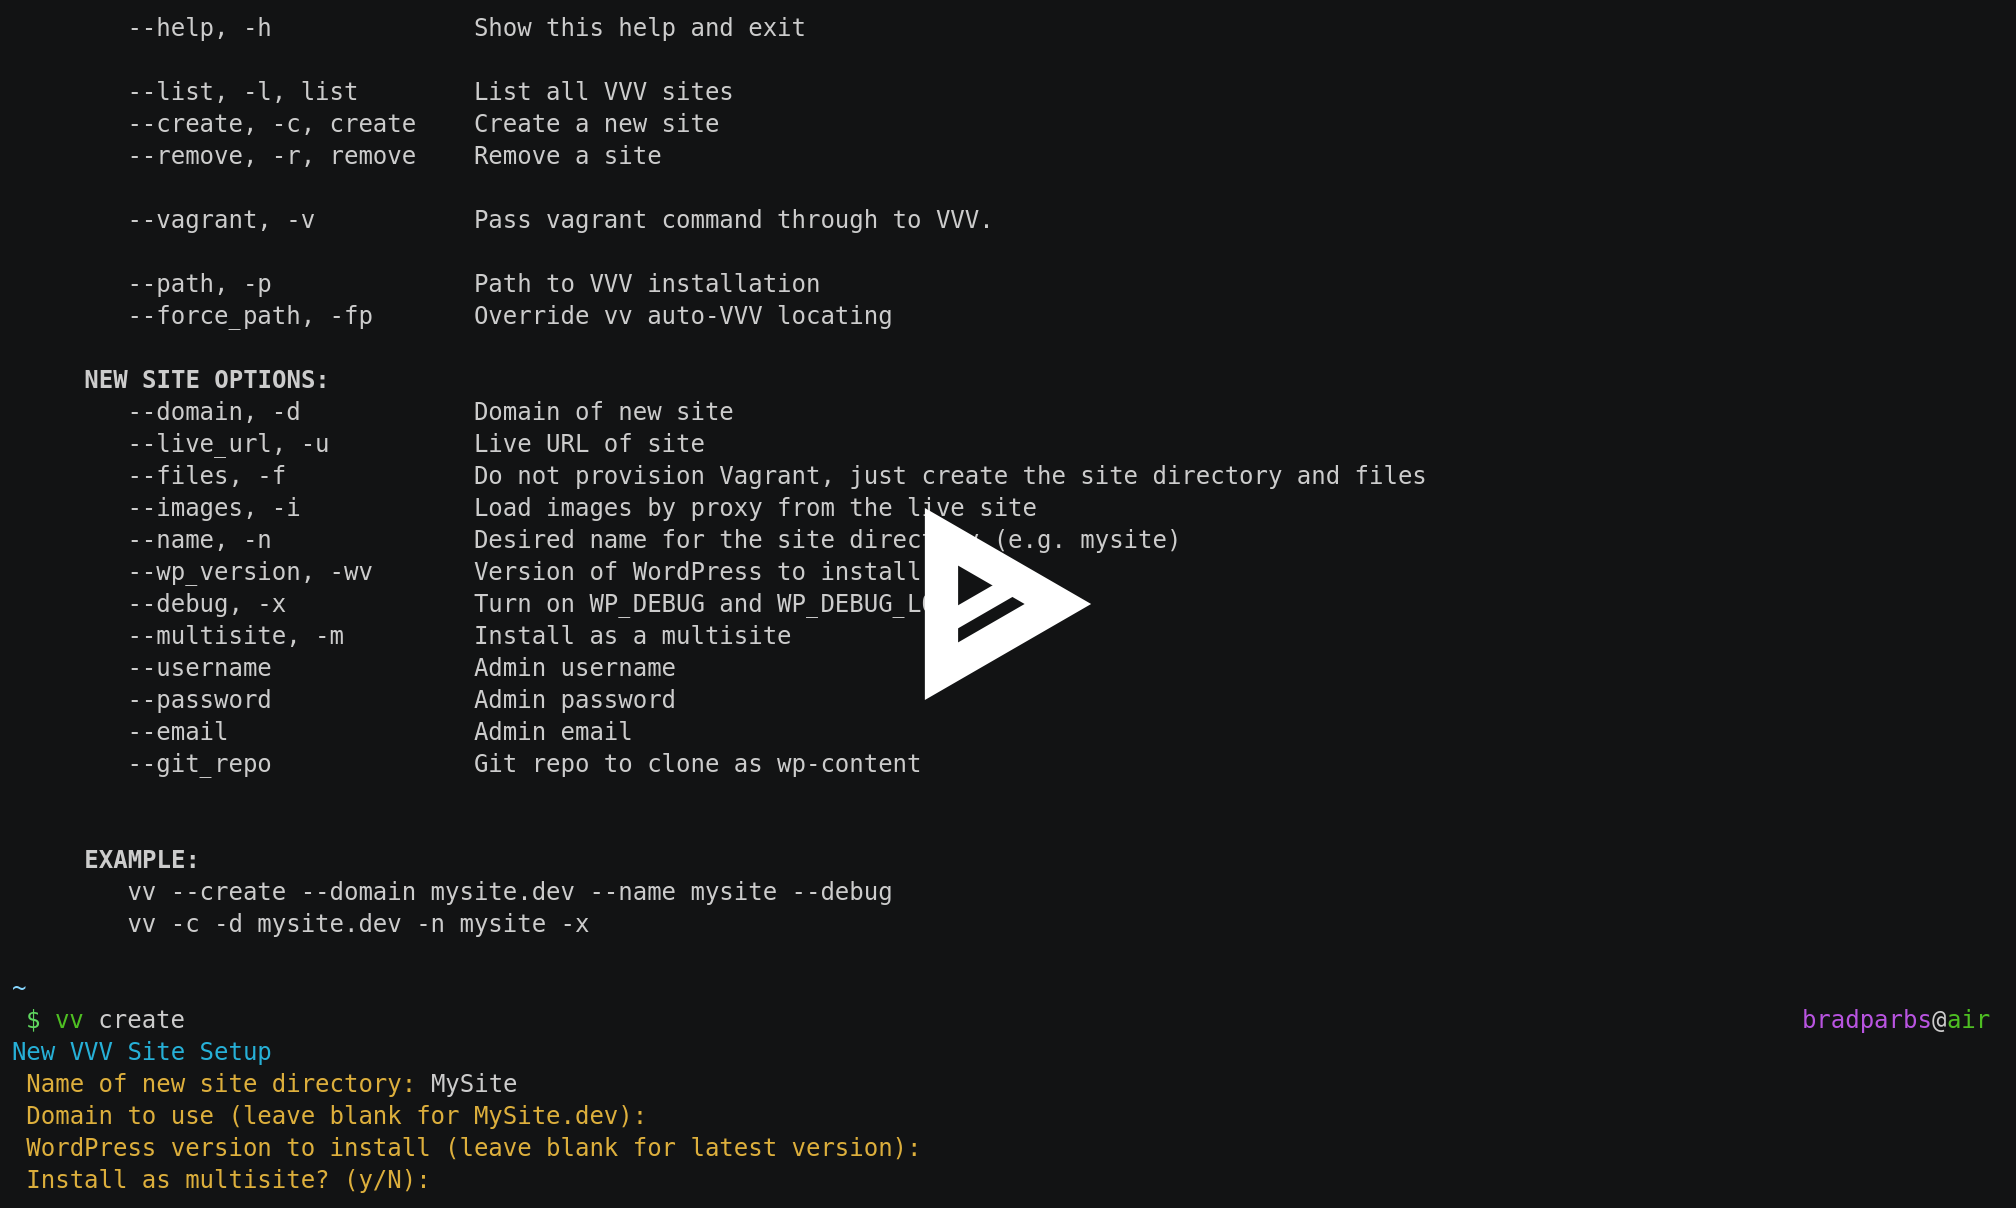 --help, -h Show this help and exit
--list, -l, list List all VVV sites
--create, -c, create Create a new site
--remove, -r, remove Remove a site
--vagrant, -v Pass vagrant command through to VVV.
--path, -p Path to VVV installation
--force_path, -fp Override vv auto-VVV locating
NEW SITE OPTIONS:
--domain, -d Domain of new site
--live_url, -u Live URL of site
--files, -f Do not provision Vagrant, just create the site directory and files
--images, -i Load images by proxy from the live site
--name, -n Desired name for the site directory (e.g. mysite)
--wp_version, -wv Version of WordPress to install
--debug, -x Turn on WP_DEBUG and WP_DEBUG_LOG
--multisite, -m Install as a multisite
--username Admin username
--password Admin password
--email Admin email
--git_repo Git repo to clone as wp-content
EXAMPLE:
vv --create --domain mysite.dev --name mysite --debug
vv -c -d mysite.dev -n mysite -x
~
$ vv create bradparbs@air
New VVV Site Setup
Name of new site directory: MySite
Domain to use (leave blank for MySite.dev):
WordPress version to install (leave blank for latest version):
Install as multisite? (y/N):